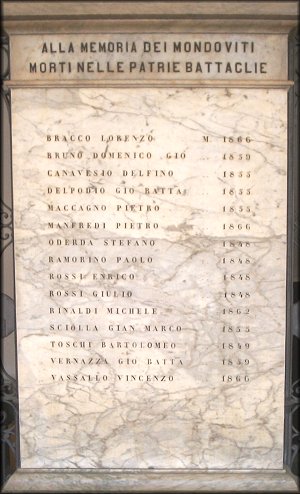 ALLA MEMORIA DEI MONDOVITI
MORTI NELLE PATRIE BATTAGLIE
BRACCO LORENZO M. 1866
BRUNO DOMENICO GIO 1859
CANAVESIO DELFINO 1855
DELPODIO GIO BATTA 1855
MACCAGNO PIETRO 1855
MANFREDI PIETRO 1866
ODERDA STEFANO 1848
RAMORINO PAOLO 1848
ROSSI ENRICO 1848
ROSSI GIULIO 1848
RINALDI MICHELE 1862
SCIOLLA GIAN MARCO 1855
TOSCHI BARTOLOMEO 1849
VERNAZZA GIO BATTA 1859
VASSALLO VINCENZO 1866